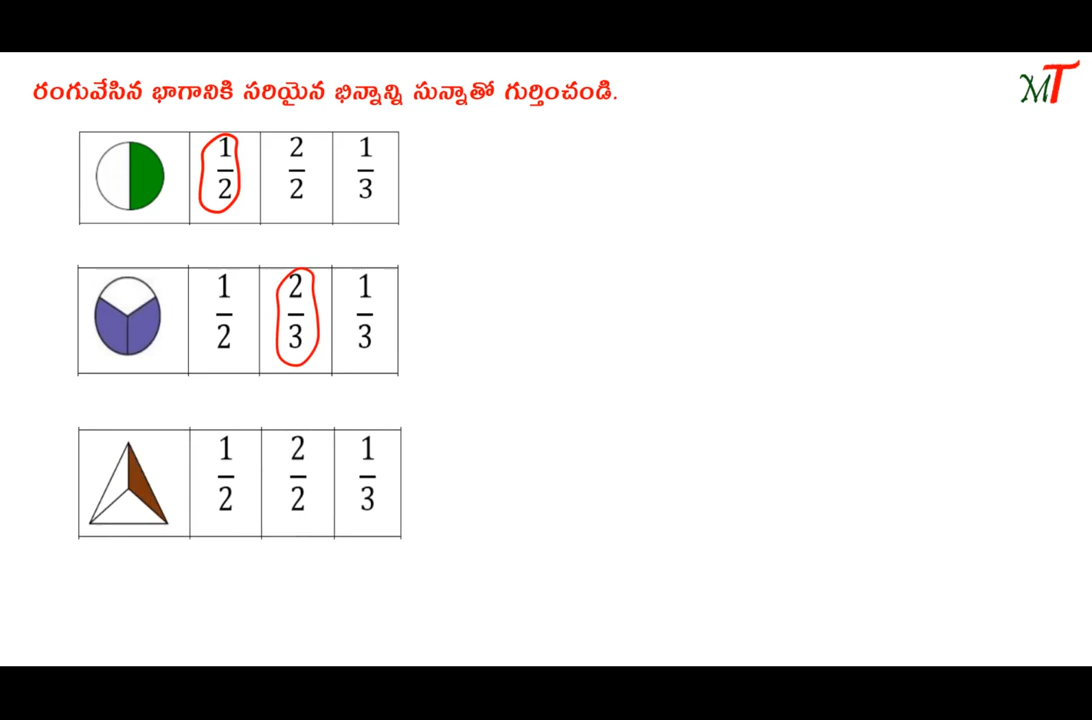 రంగువేసిన భాగానికి సరియైన భిన్నాన్ని సున్నాతో గుర్తించండి.
MT
1/2 2/2 1/3
1/2 2/3 1/3
1/2 2/2 1/3